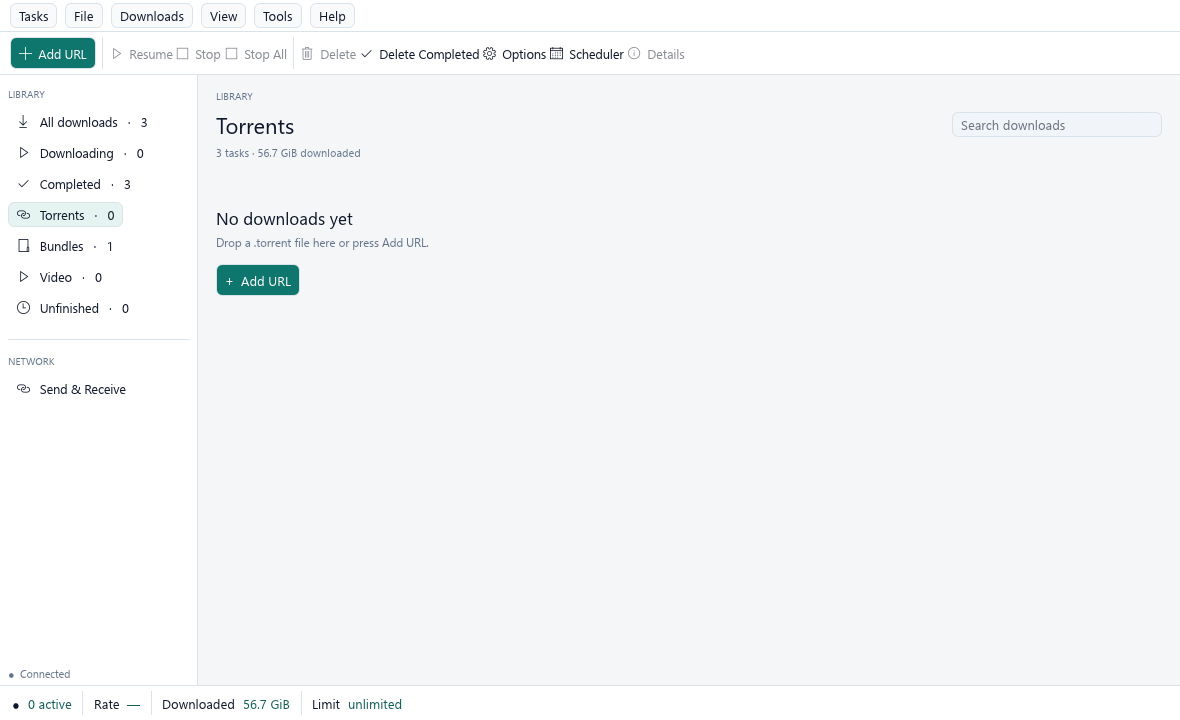 Tasks File Downloads View Tools Help
Add URL Resume Stop Stop All Delete Delete Completed Options Scheduler Details
LIBRARY
All downloads · 3
Downloading · 0
Completed · 3
Torrents · 0
Bundles · 1
Video · 0
Unfinished · 0
NETWORK
Send & Receive
Connected
LIBRARY
Torrents
Search downloads
3 tasks · 56.7 GiB downloaded
No downloads yet
Drop a .torrent file here or press Add URL.
+ Add URL
0 active Rate — Downloaded 56.7 GiB Limit unlimited